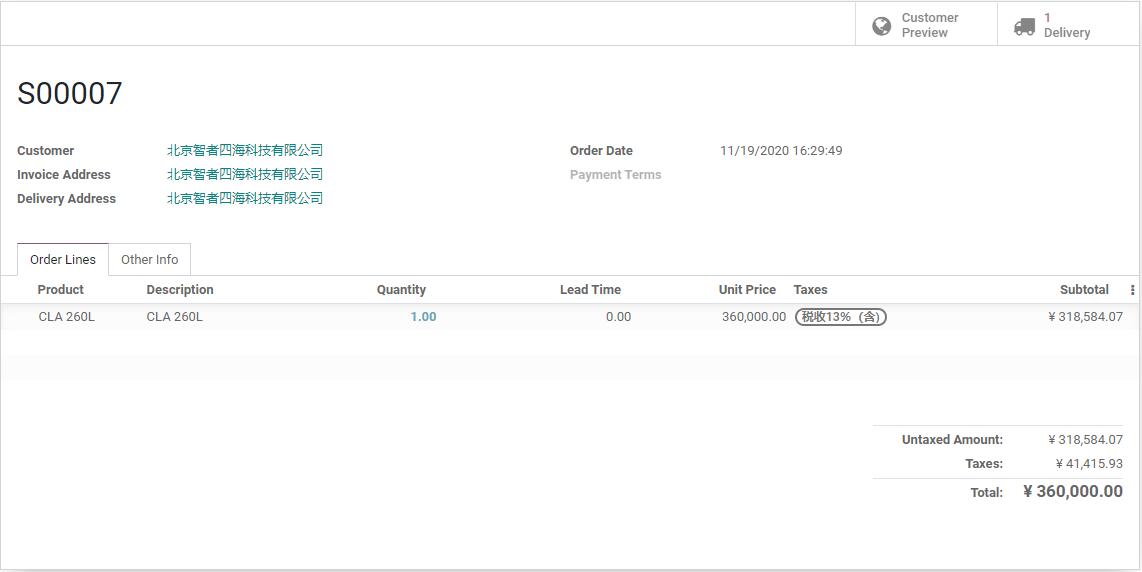 Customer Preview
1 Delivery
S00007
Customer 北京智者四海科技有限公司 Order Date 11/19/2020 16:29:49
Invoice Address 北京智者四海科技有限公司 Payment Terms
Delivery Address 北京智者四海科技有限公司
Order Lines Other Info
Product Description Quantity Lead Time Unit Price Taxes Subtotal
CLA 260L CLA 260L 1.00 0.00 360,000.00 税收13%（含） ¥ 318,584.07
Untaxed Amount: ¥ 318,584.07
Taxes: ¥ 41,415.93
Total: ¥ 360,000.00